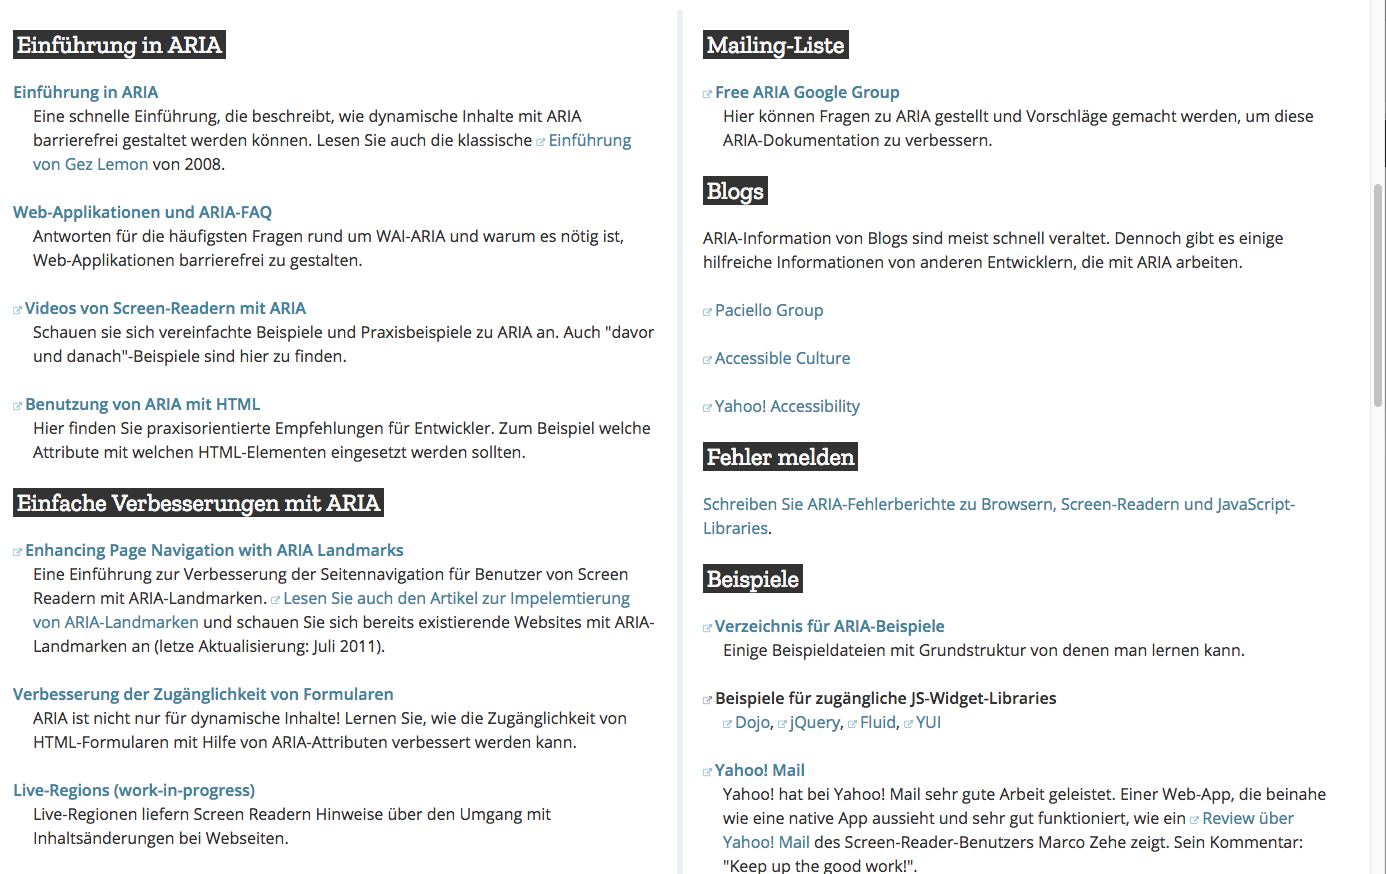 Einführung in ARIA
Einführung in ARIA
Eine schnelle Einführung, die beschreibt, wie dynamische Inhalte mit ARIA
barrierefrei gestaltet werden können. Lesen Sie auch die klassische Einführung
von Gez Lemon von 2008.
Web-Applikationen und ARIA-FAQ
Antworten für die häufigsten Fragen rund um WAI-ARIA und warum es nötig ist,
Web-Applikationen barrierefrei zu gestalten.
Videos von Screen-Readern mit ARIA
Schauen sie sich vereinfachte Beispiele und Praxisbeispiele zu ARIA an. Auch "davor
und danach"-Beispiele sind hier zu finden.
Benutzung von ARIA mit HTML
Hier finden Sie praxisorientierte Empfehlungen für Entwickler. Zum Beispiel welche
Attribute mit welchen HTML-Elementen eingesetzt werden sollten.
Einfache Verbesserungen mit ARIA
Enhancing Page Navigation with ARIA Landmarks
Eine Einführung zur Verbesserung der Seitennavigation für Benutzer von Screen
Readern mit ARIA-Landmarken. Lesen Sie auch den Artikel zur Impelemtierung
von ARIA-Landmarken und schauen Sie sich bereits existierende Websites mit ARIA-
Landmarken an (letze Aktualisierung: Juli 2011).
Verbesserung der Zugänglichkeit von Formularen
ARIA ist nicht nur für dynamische Inhalte! Lernen Sie, wie die Zugänglichkeit von
HTML-Formularen mit Hilfe von ARIA-Attributen verbessert werden kann.
Live-Regions (work-in-progress)
Live-Regionen liefern Screen Readern Hinweise über den Umgang mit
Inhaltsänderungen bei Webseiten.
Mailing-Liste
Free ARIA Google Group
Hier können Fragen zu ARIA gestellt und Vorschläge gemacht werden, um diese
ARIA-Dokumentation zu verbessern.
Blogs
ARIA-Information von Blogs sind meist schnell veraltet. Dennoch gibt es einige
hilfreiche Informationen von anderen Entwicklern, die mit ARIA arbeiten.
Paciello Group
Accessible Culture
Yahoo! Accessibility
Fehler melden
Schreiben Sie ARIA-Fehlerberichte zu Browsern, Screen-Readern und JavaScript-
Libraries.
Beispiele
Verzeichnis für ARIA-Beispiele
Einige Beispieldateien mit Grundstruktur von denen man lernen kann.
Beispiele für zugängliche JS-Widget-Libraries
Dojo, jQuery, Fluid, YUI
Yahoo! Mail
Yahoo! hat bei Yahoo! Mail sehr gute Arbeit geleistet. Einer Web-App, die beinahe
wie eine native App aussieht und sehr gut funktioniert, wie ein Review über
Yahoo! Mail des Screen-Reader-Benutzers Marco Zehe zeigt. Sein Kommentar:
"Keep up the good work!".